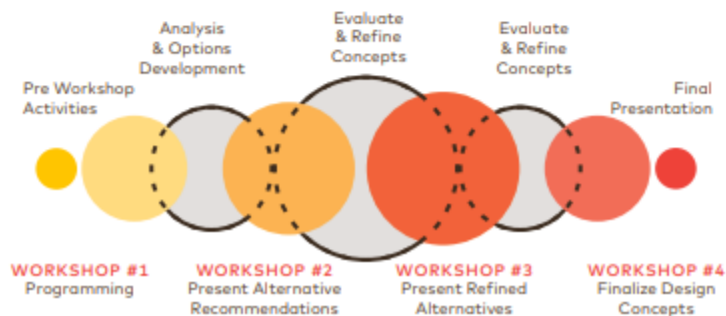 Pre Workshop
Activities
Analysis
& Options
Development
Evaluate
& Refine
Concepts
Evaluate
& Refine
Concepts
Final
Presentation
WORKSHOP #1
Programming
WORKSHOP #2
Present Alternative
Recommendations
WORKSHOP #3
Present Refined
Alternatives
WORKSHOP #4
Finalize Design
Concepts